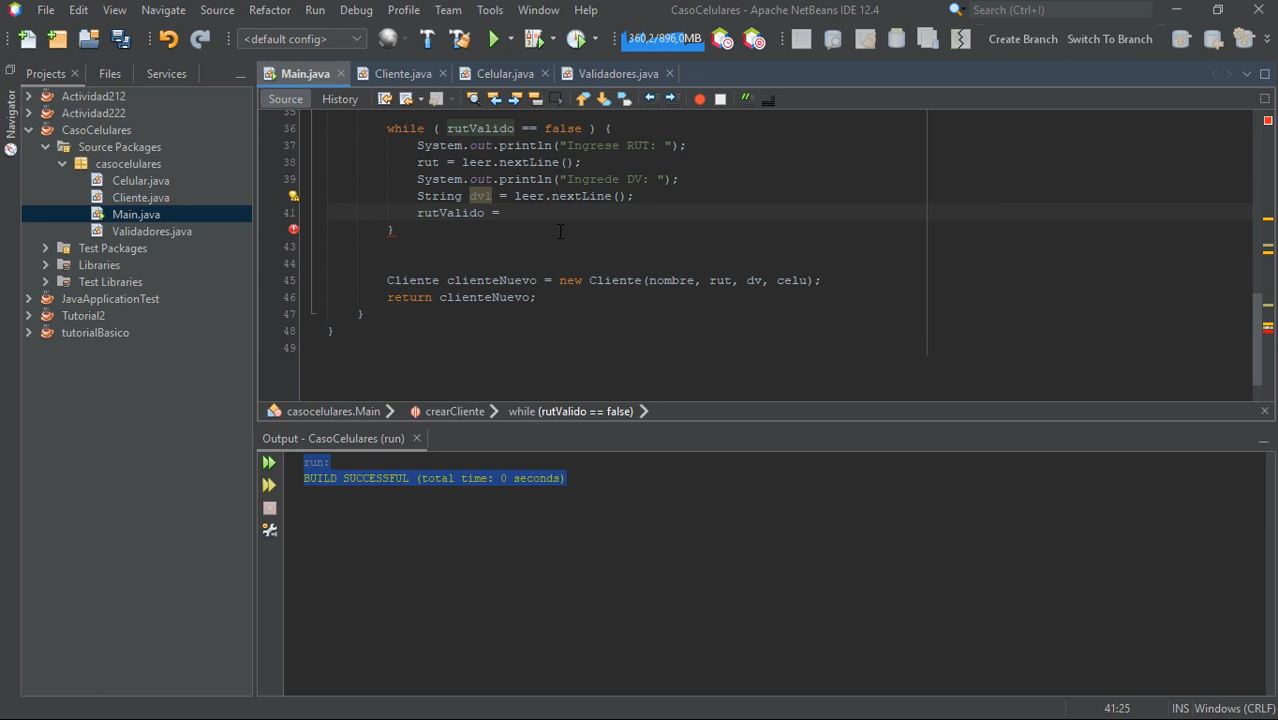 File Edit View Navigate Source Refactor Run Debug Profile Team Tools Window Help CasoCelulares - Apache NetBeans IDE 12.4 Search (Ctrl+I)
<default config> 360,2/896,0MB Create Branch Switch To Branch
Projects Files Services
Navigator
Main.java Cliente.java Celular.java Validadores.java
Source History
Actividad212
Actividad222
CasoCelulares
Source Packages
casocelulares
Celular.java
Cliente.java
Main.java
Validadores.java
Test Packages
Libraries
Test Libraries
JavaApplicationTest
Tutorial2
tutorialBasico
35
36 while ( rutValido == false ) {
37 System.out.println("Ingrese RUT: ");
38 rut = leer.nextLine();
39 System.out.println("Ingrede DV: ");
String dv1 = leer.nextLine();
41 rutValido =
}
43
44
45 Cliente clienteNuevo = new Cliente(nombre, rut, dv, celu);
46 return clienteNuevo;
47 }
48 }
49
casocelulares.Main crearCliente while (rutValido == false)
Output - CasoCelulares (run)
run:
BUILD SUCCESSFUL (total time: 0 seconds)
41:25 INS Windows (CRLF)